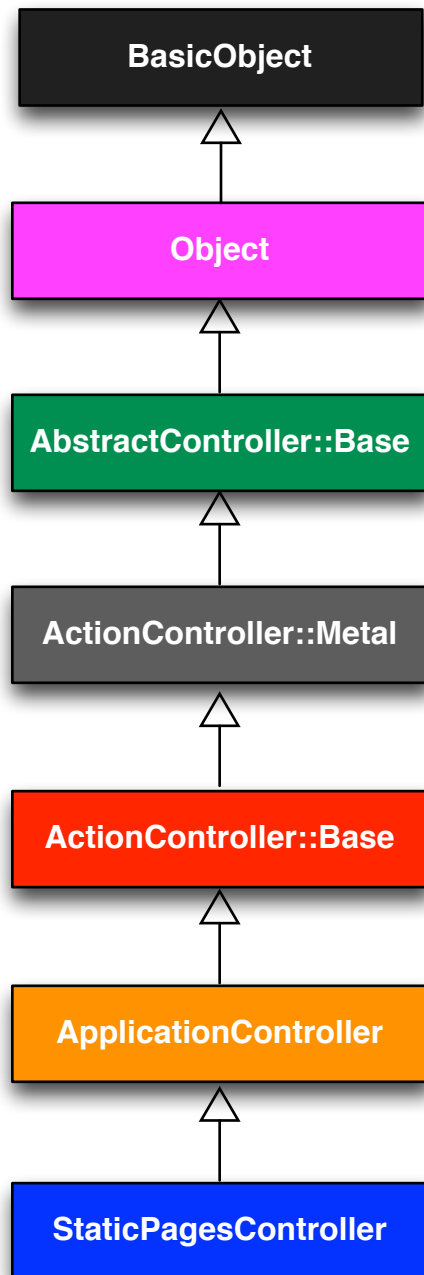 BasicObject
Object
AbstractController::Base
ActionController::Metal
ActionController::Base
ApplicationController
StaticPagesController